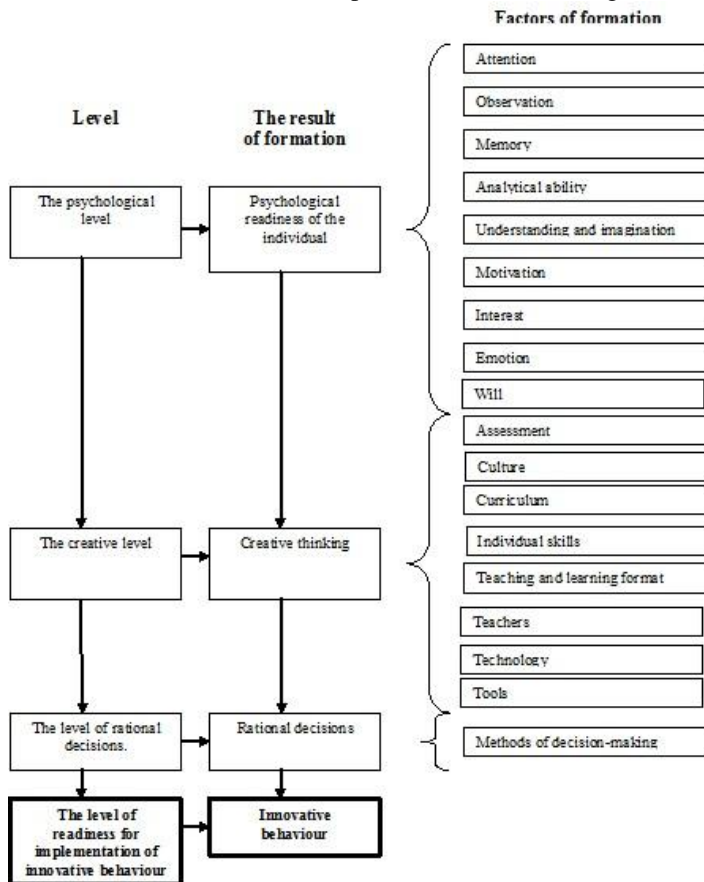 Factors of formation
Level
The result
of formation
The psychological
level
Psychological
readiness of the
individual
Attention
Observation
Memory
Analytical ability
Understanding and imagination
Motivation
Interest
Emotion
Will
Assessment
Culture
Curriculum
Individual skills
Teaching and learning format
Teachers
Technology
Tools
The creative level
Creative thinking
The level of rational
decisions.
Rational decisions
Methods of decision-making
The level of
readiness for
implementation of
innovative behaviour
Innovative
behaviour